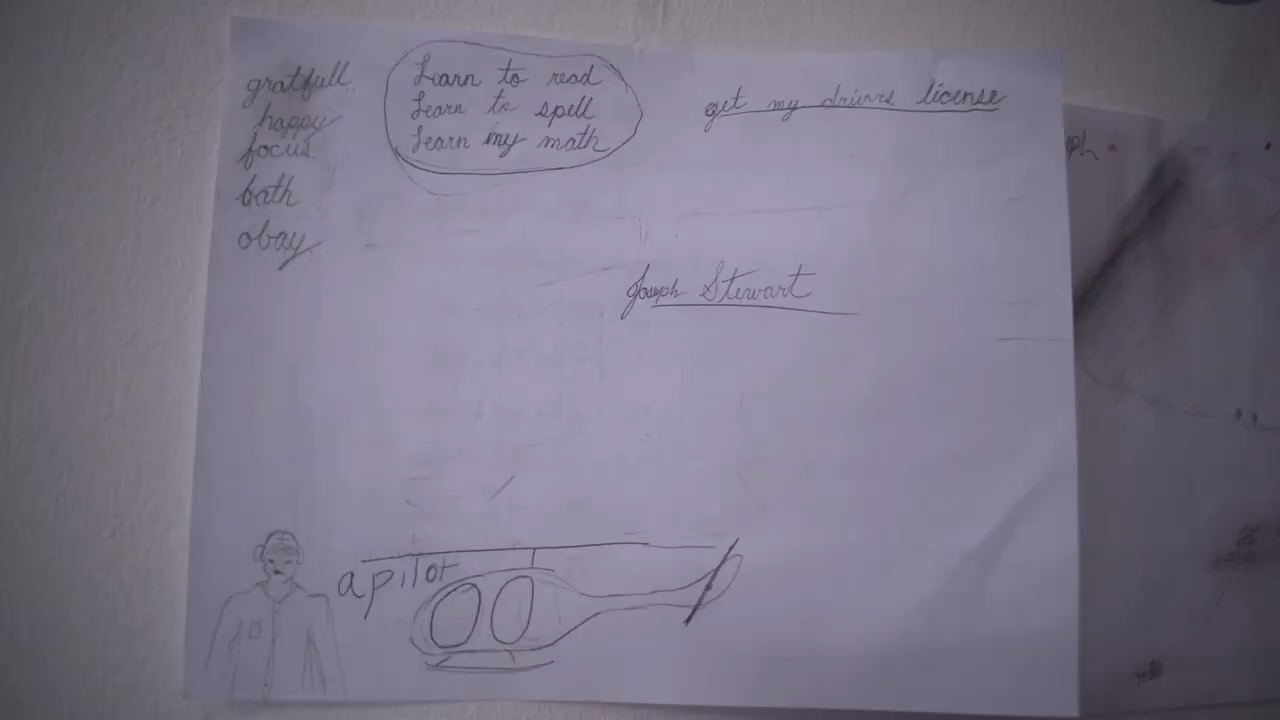 gratfull
happy
focus
bath
obay
Learn to read
Learn to spell
Learn my math
get my drivrs license
Joseph Stewart
a pilot
ph